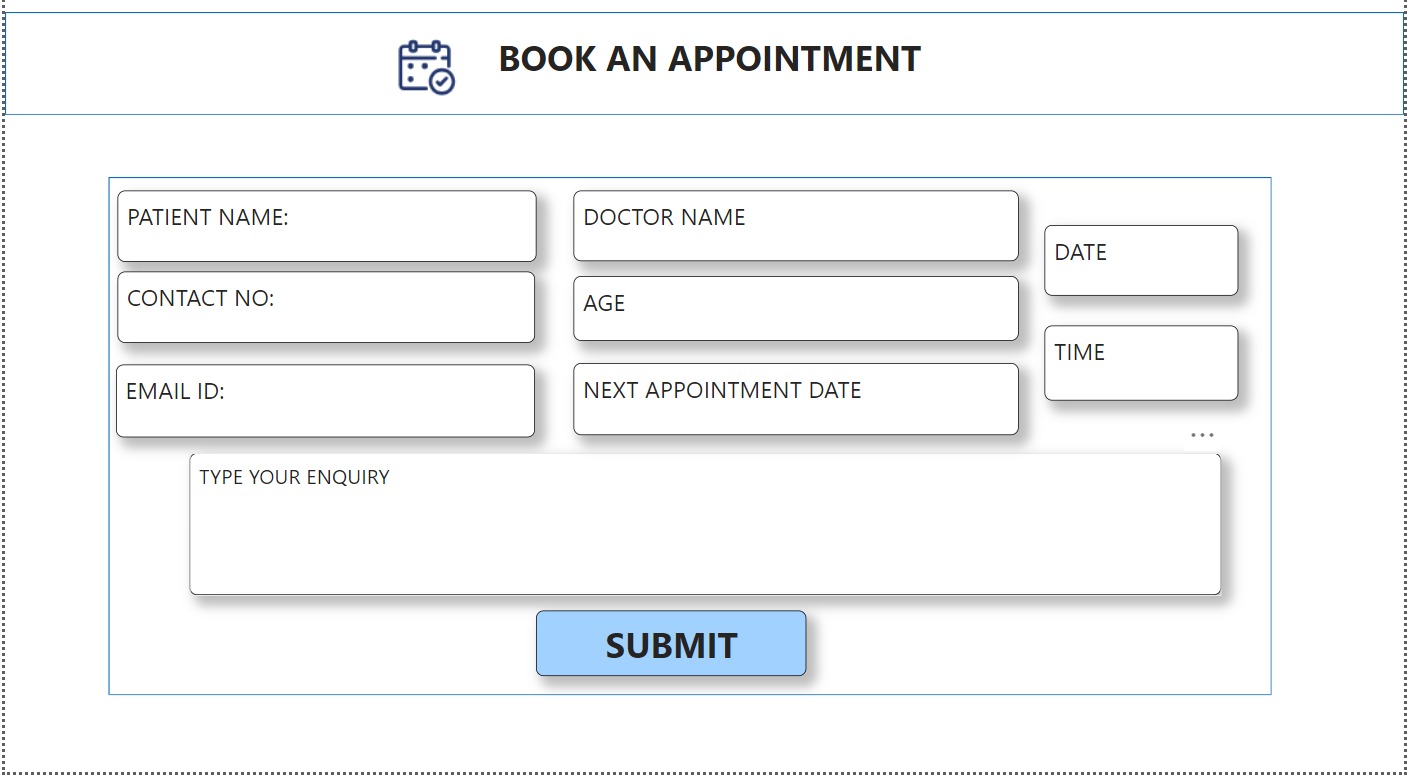 BOOK AN APPOINTMENT
PATIENT NAME:
DOCTOR NAME
DATE
CONTACT NO:
AGE
TIME
EMAIL ID:
NEXT APPOINTMENT DATE
TYPE YOUR ENQUIRY
SUBMIT